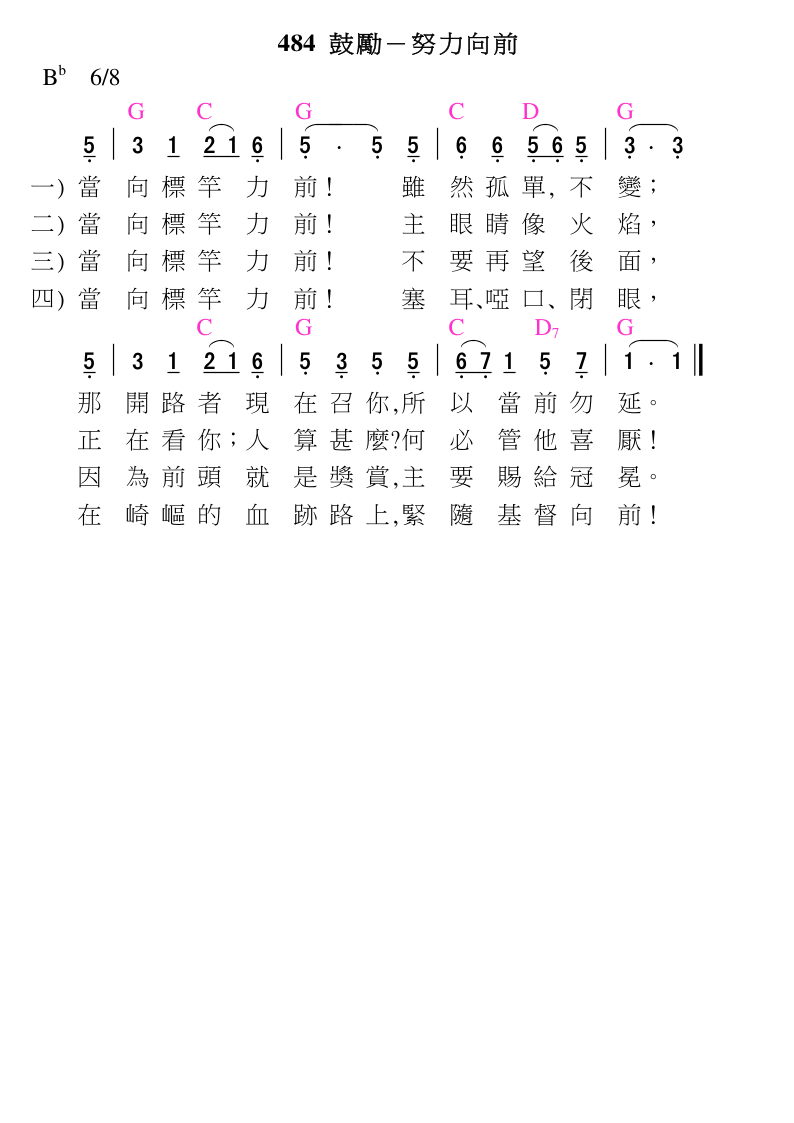 484 鼓勵－努力向前
B♭ 6/8
G C G C D G
5 | 3 1 2 1 6 | 5 · 5 5 | 6 6 5 6 5 | 3 · 3
一) 當 向 標 竿 力 前！ 雖 然 孤 單, 不 變；
二) 當 向 標 竿 力 前！ 主 眼 睛 像 火 焰，
三) 當 向 標 竿 力 前！ 不 要 再 望 後 面，
四) 當 向 標 竿 力 前！ 塞 耳、啞 口、閉 眼，
C G C D7 G
5 | 3 1 2 1 6 | 5 3 5 5 | 6 7 1 5 7 | 1 · 1 ‖
那 開 路 者 現 在 召 你,所 以 當 前 勿 延。
正 在 看 你；人 算 甚 麼?何 必 管 他 喜 厭！
因 為 前 頭 就 是 獎 賞,主 要 賜 給 冠 冕。
在 崎 嶇 的 血 跡 路 上,緊 隨 基 督 向 前！